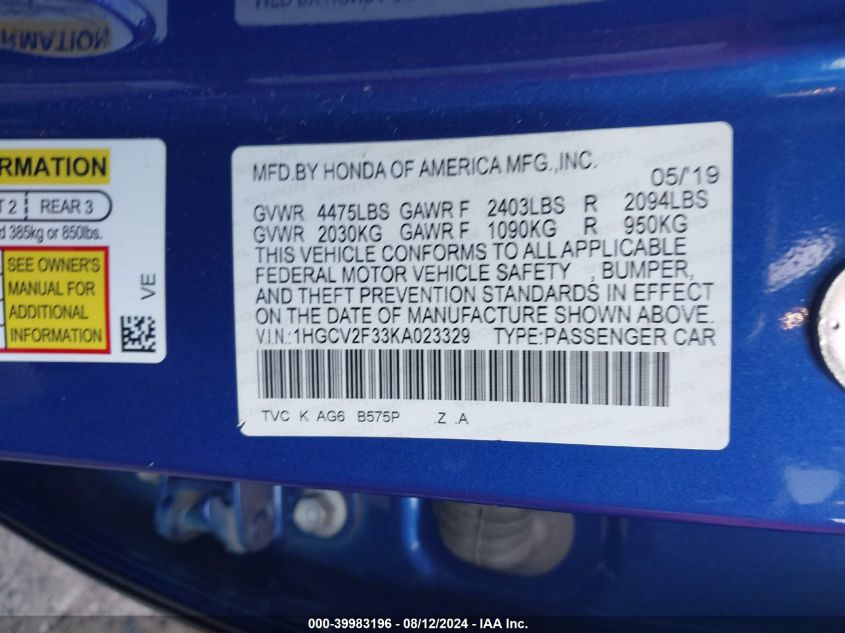 RMATION
T 2 REAR 3
d 385kg or 850lbs.
SEE OWNER'S
MANUAL FOR
ADDITIONAL
INFORMATION
VE
MFD.BY HONDA OF AMERICA MFG.,INC.
05/'19
GVWR 4475LBS GAWR F 2403LBS R 2094LBS
GVWR 2030KG GAWR F 1090KG R 950KG
THIS VEHICLE CONFORMS TO ALL APPLICABLE
FEDERAL MOTOR VEHICLE SAFETY , BUMPER,
AND THEFT PREVENTION STANDARDS IN EFFECT
ON THE DATE OF MANUFACTURE SHOWN ABOVE.
V.I.N.:1HGCV2F33KA023329 TYPE:PASSENGER CAR
TVC K AG6 B575P .Z .A
000-39983196 - 08/12/2024 - IAA Inc.